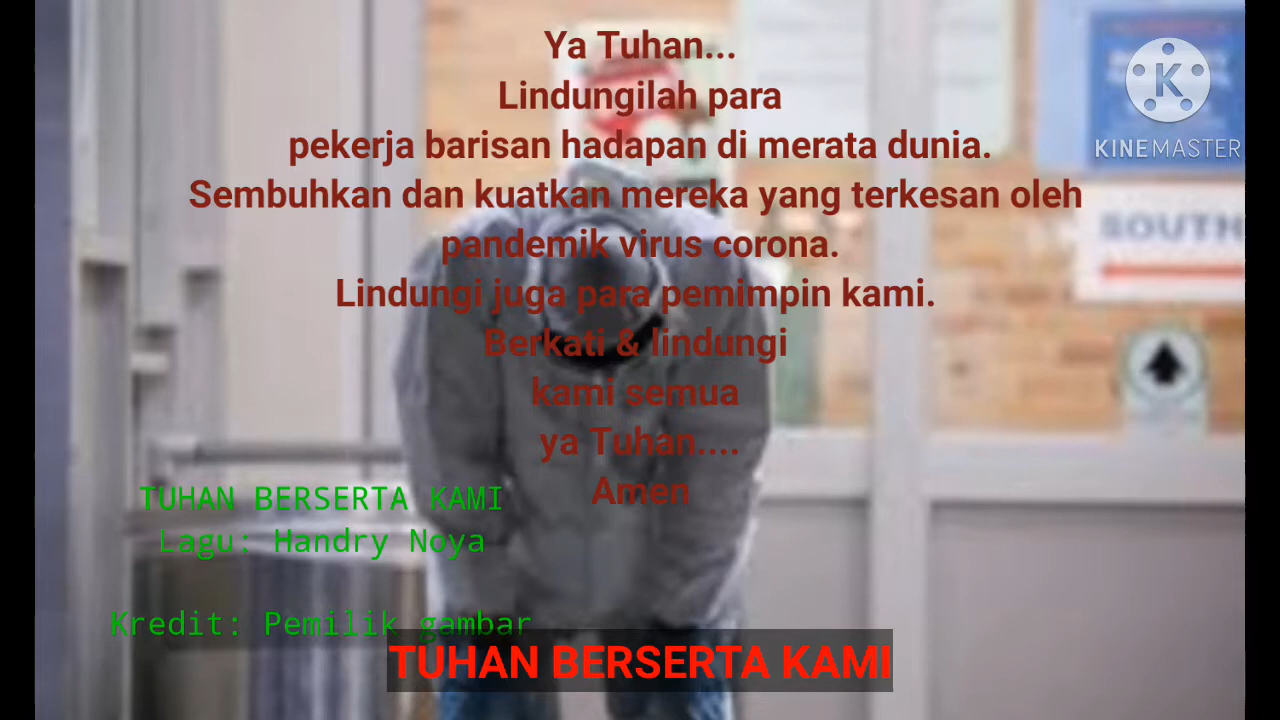 Ya Tuhan...
Lindungilah para
pekerja barisan hadapan di merata dunia.
Sembuhkan dan kuatkan mereka yang terkesan oleh
pandemik virus corona.
Lindungi juga para pemimpin kami.
Berkati & lindungi
kami semua
ya Tuhan....
Amen
K
KINEMASTER
SOUTH
TUHAN BERSERTA KAMI
Lagu: Handry Noya
Kredit: Pemilik gambar
TUHAN BERSERTA KAMI